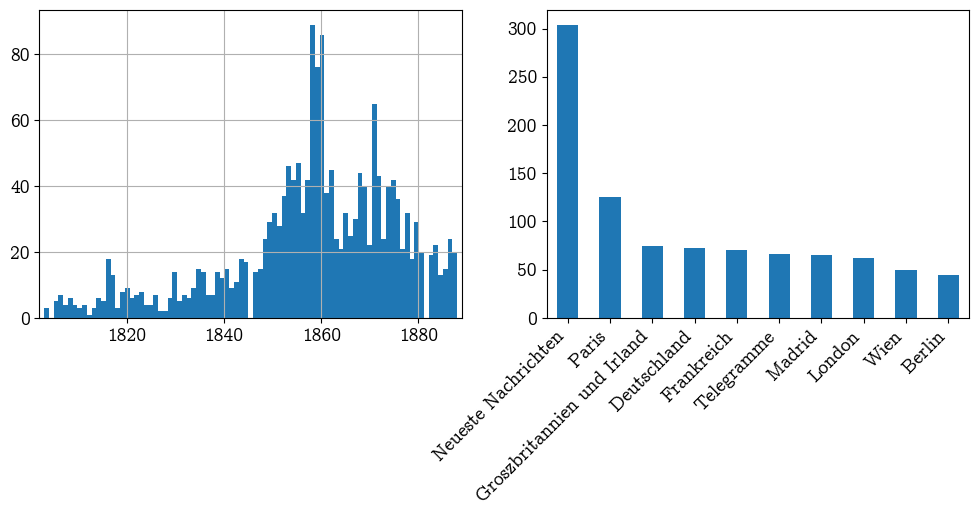 80
60
40
20
0
1820 1840 1860 1880
300
250
200
150
100
50
0
Neueste Nachrichten
Paris
Groszbritannien und Irland
Deutschland
Frankreich
Telegramme
Madrid
London
Wien
Berlin